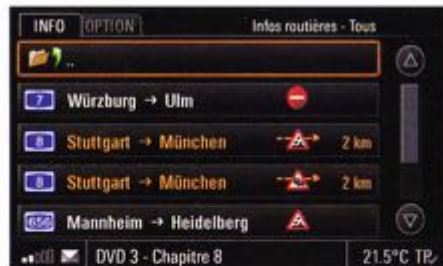 INFO OPTION Infos routières - Tous
..
7 Würzburg → Ulm
8 Stuttgart → München 2 km
8 Stuttgart → München 2 km
656 Mannheim → Heidelberg
DVD 3 - Chapitre 8 21.5°C TP